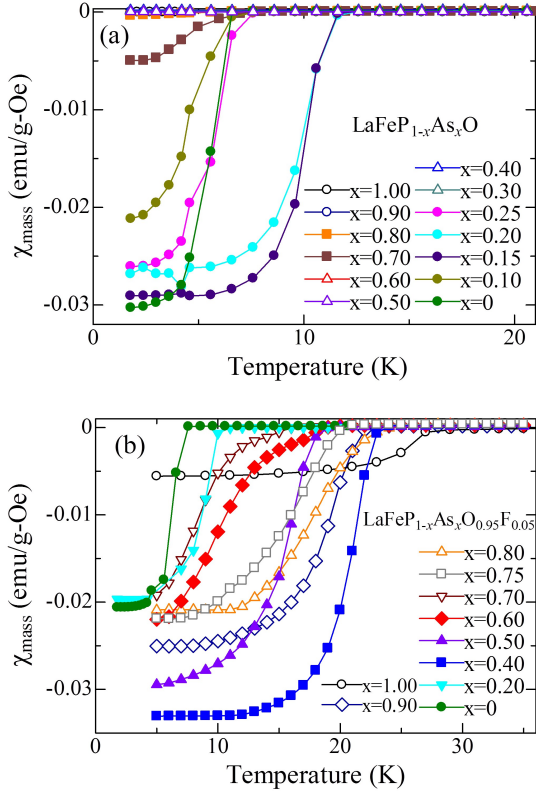 0
-0.01
-0.02
-0.03
χmass (emu/g-Oe)
(a)
LaFeP1-xAsxO
x=0.40
x=1.00 x=0.30
x=0.90 x=0.25
x=0.80 x=0.20
x=0.70 x=0.15
x=0.60 x=0.10
x=0.50 x=0
0 10 20
Temperature (K)
0
-0.01
-0.02
-0.03
χmass (emu/g-Oe)
(b)
LaFeP1-xAsxO0.95F0.05
x=0.80
x=0.75
x=0.70
x=0.60
x=0.50
x=0.40
x=1.00 x=0.20
x=0.90 x=0
0 10 20 30
Temperature (K)